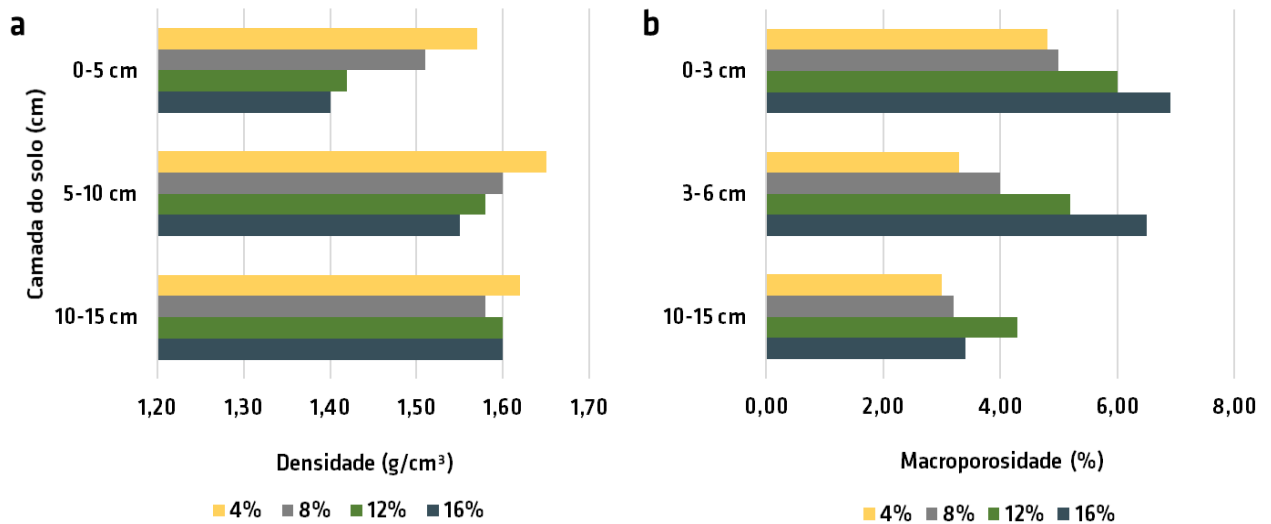 a
Camada do solo (cm)
0-5 cm
5-10 cm
10-15 cm
1,20 1,30 1,40 1,50 1,60 1,70
Densidade (g/cm³)
4% 8% 12% 16%
b
0-3 cm
3-6 cm
10-15 cm
0,00 2,00 4,00 6,00 8,00
Macroporosidade (%)
4% 8% 12% 16%